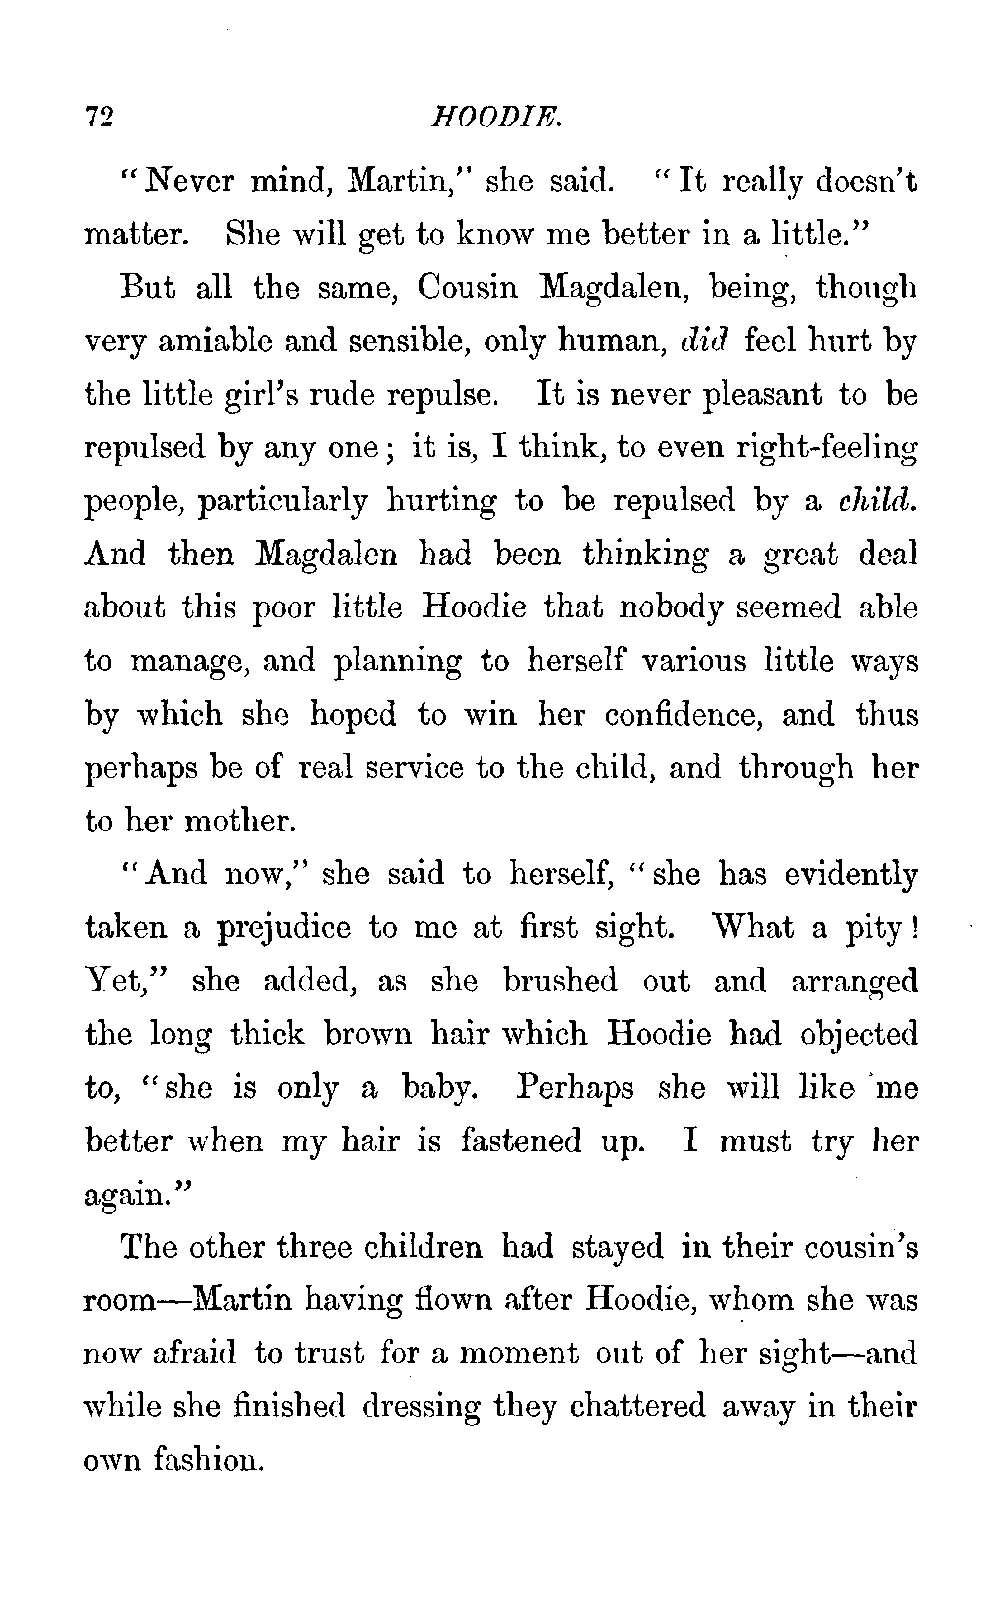 72 HOODIE.
"Never mind, Martin," she said. "It really doesn't
matter. She will get to know me better in a little."
But all the same, Cousin Magdalen, being, though
very amiable and sensible, only human, did feel hurt by
the little girl's rude repulse. It is never pleasant to be
repulsed by any one; it is, I think, to even right-feeling
people, particularly hurting to be repulsed by a child.
And then Magdalen had been thinking a great deal
about this poor little Hoodie that nobody seemed able
to manage, and planning to herself various little ways
by which she hoped to win her confidence, and thus
perhaps be of real service to the child, and through her
to her mother.
"And now," she said to herself, "she has evidently
taken a prejudice to me at first sight. What a pity!
Yet," she added, as she brushed out and arranged
the long thick brown hair which Hoodie had objected
to, "she is only a baby. Perhaps she will like me
better when my hair is fastened up. I must try her
again."
The other three children had stayed in their cousin's
room—Martin having flown after Hoodie, whom she was
now afraid to trust for a moment out of her sight—and
while she finished dressing they chattered away in their
own fashion.